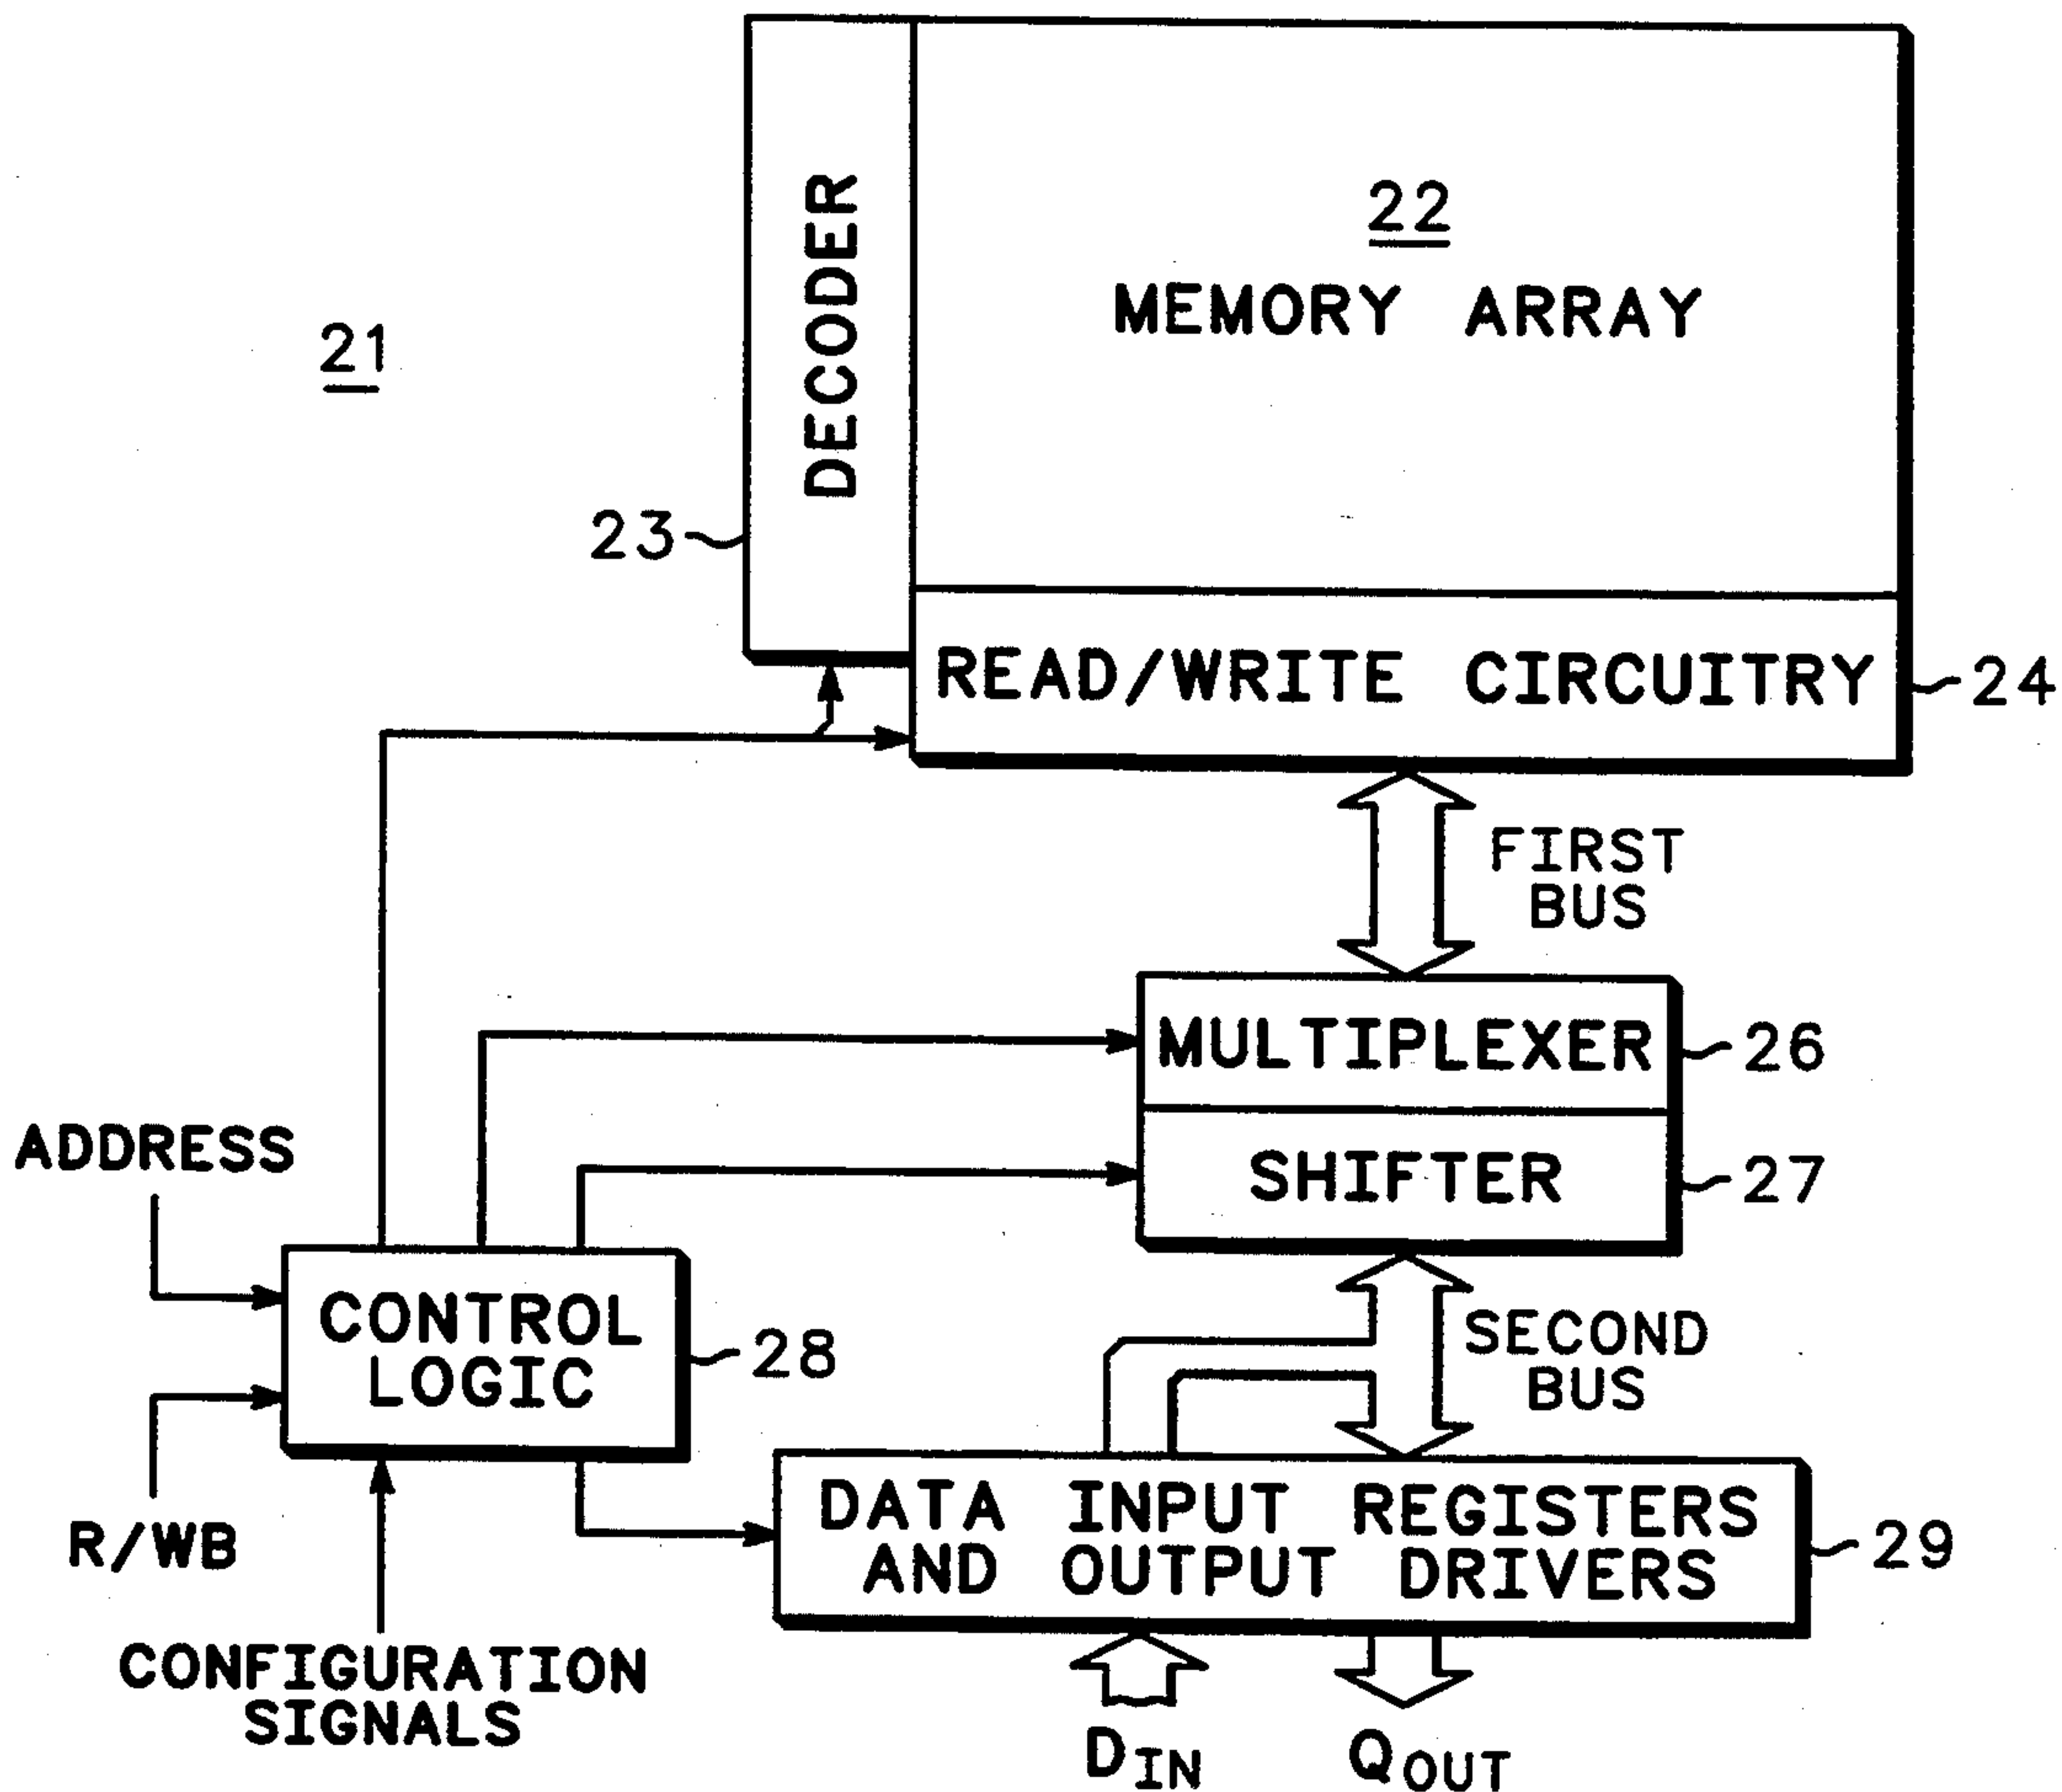 22
MEMORY ARRAY
DECODER
21
23
READ/WRITE CIRCUITRY
24
FIRST
BUS
MULTIPLEXER
26
ADDRESS
SHIFTER
27
CONTROL
LOGIC
28
SECOND
BUS
R/WB
DATA INPUT REGISTERS
AND OUTPUT DRIVERS
29
CONFIGURATION
SIGNALS
DIN
QOUT